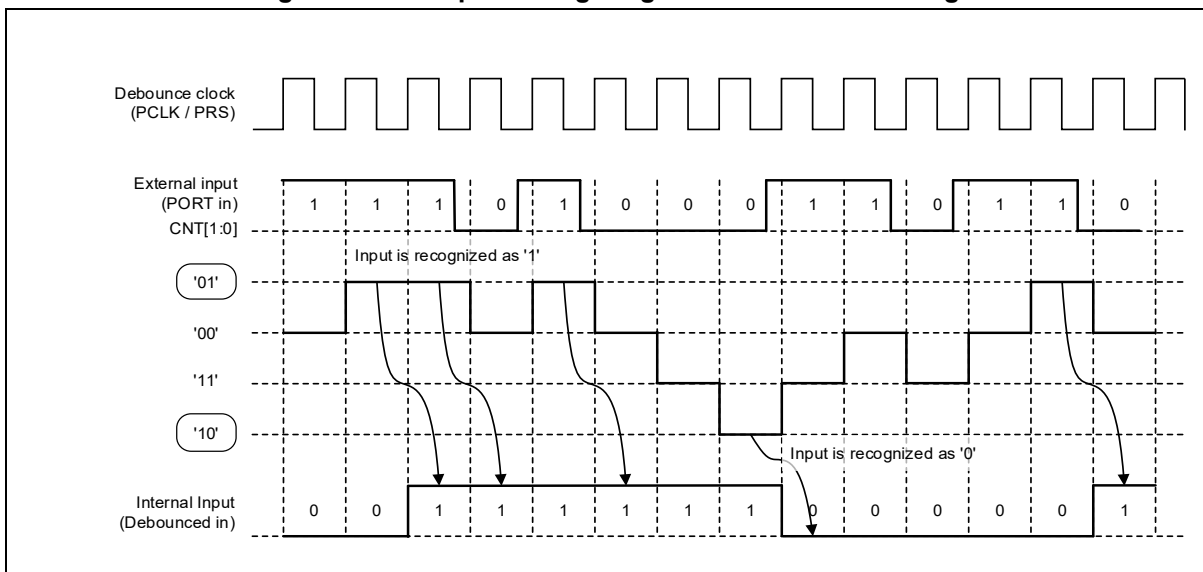 Debounce clock
(PCLK / PRS)
External input
(PORT in)
1 1 1 0 1 0 0 0 1 1 0 1 1 0
CNT[1:0]
Input is recognized as '1'
'01'
'00'
'11'
'10'
Input is recognized as '0'
Internal Input
(Debounced in)
0 0 1 1 1 1 1 1 0 0 0 0 0 1